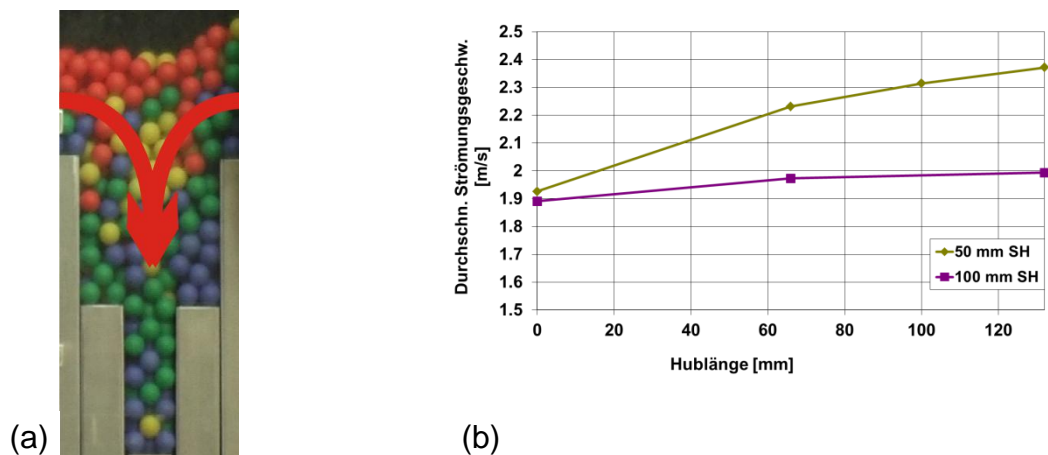 (a)
(b)
Durchschn. Strömungsgeschw.
[m/s]
2.5
2.4
2.3
2.2
2.1
2
1.9
1.8
1.7
1.6
1.5
0 20 40 60 80 100 120
Hublänge [mm]
50 mm SH
100 mm SH